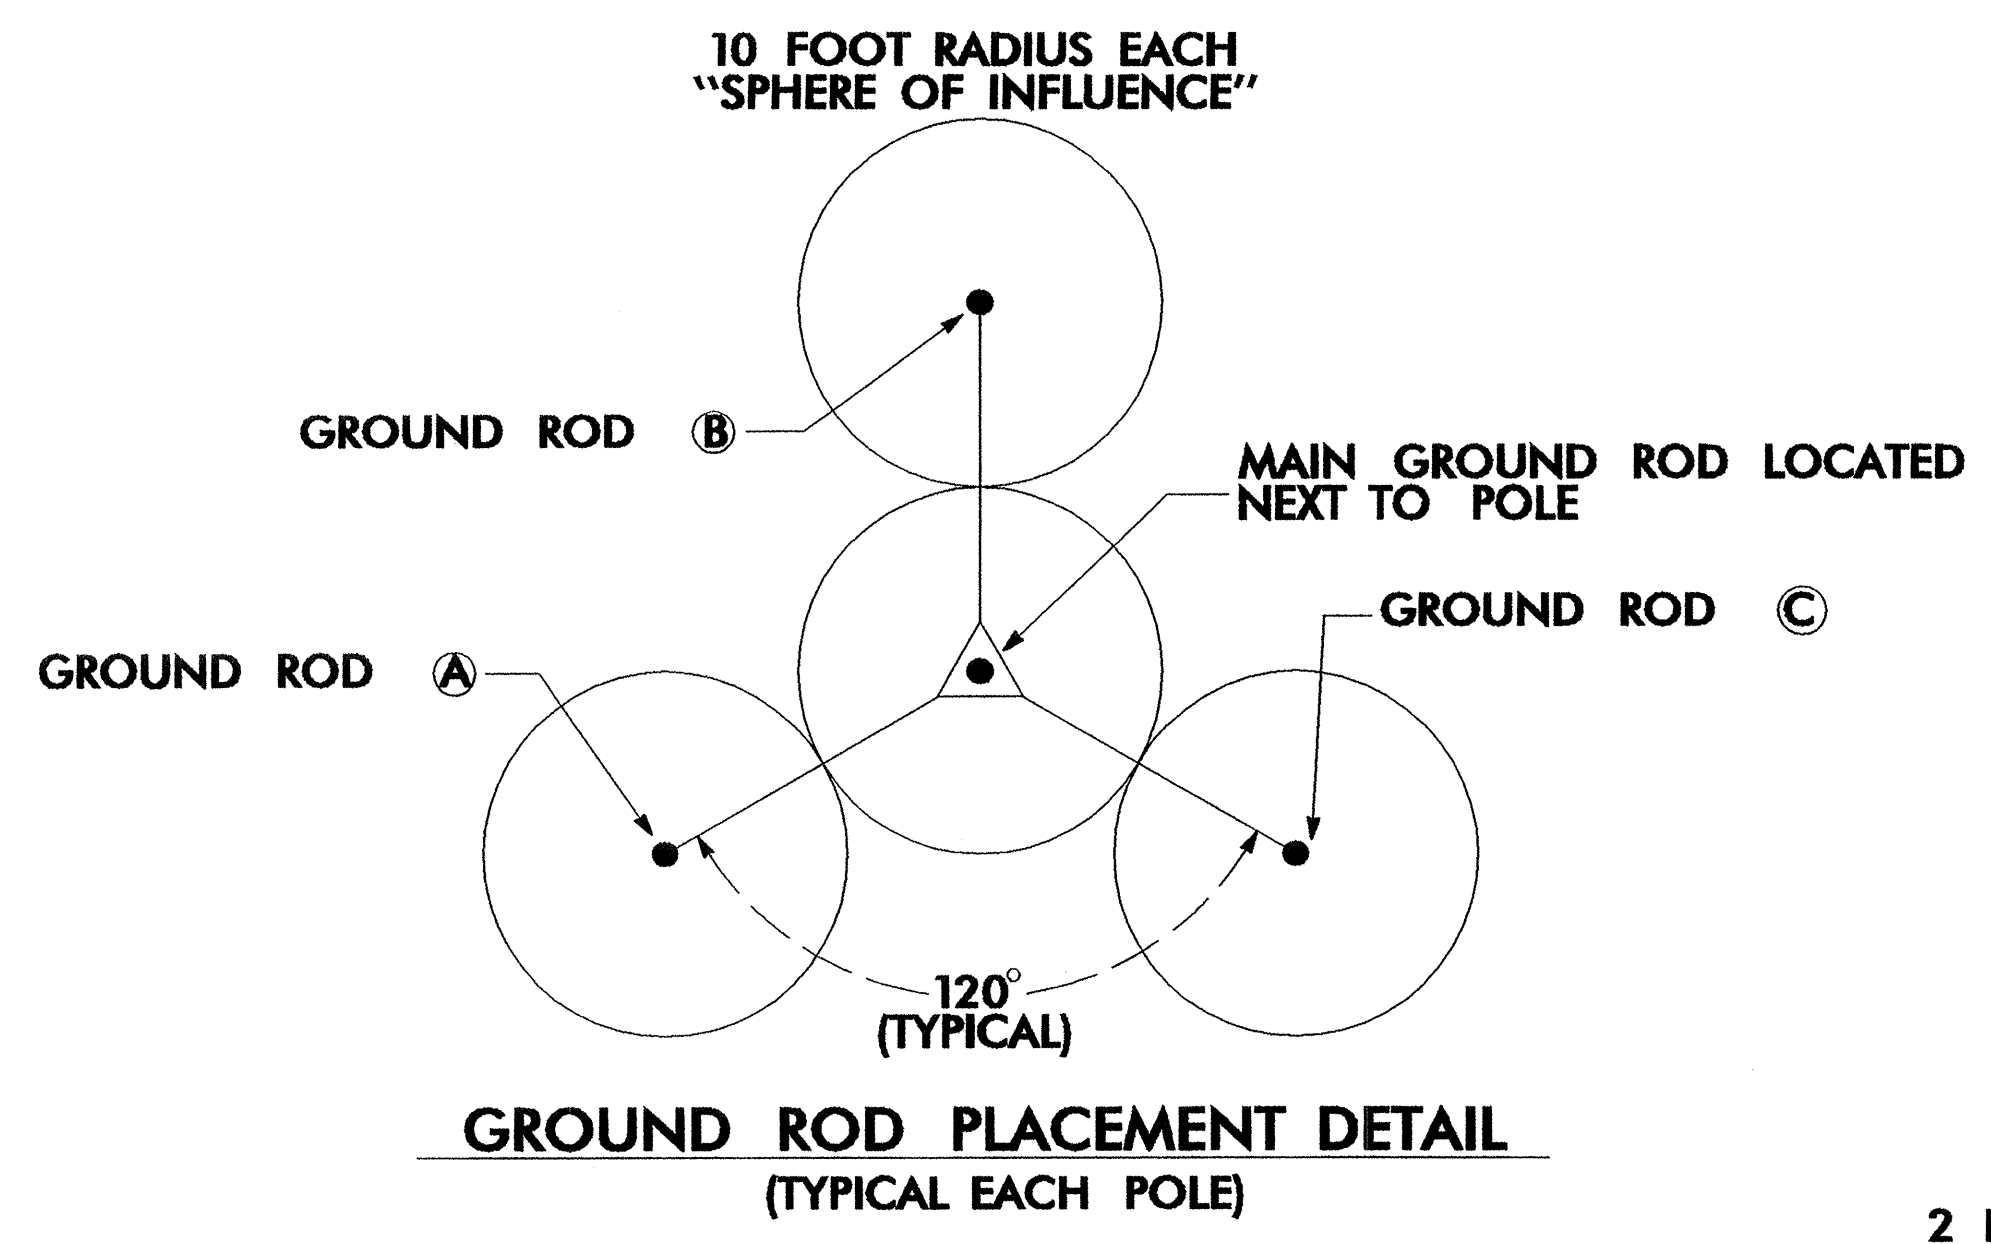 10 FOOT RADIUS EACH
"SPHERE OF INFLUENCE"
GROUND ROD B
MAIN GROUND ROD LOCATED
NEXT TO POLE
GROUND ROD C
GROUND ROD A
120°
(TYPICAL)
GROUND ROD PLACEMENT DETAIL
(TYPICAL EACH POLE)
2